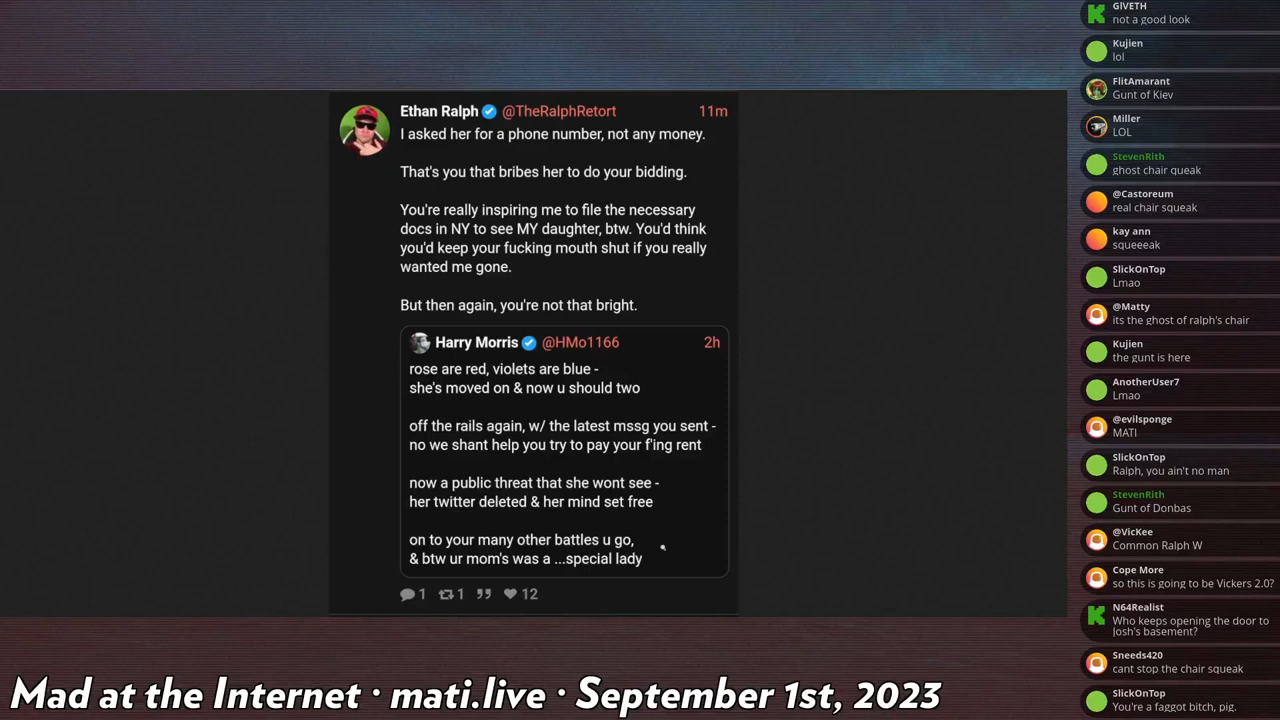 Ethan Ralph @TheRalphRetort 11m
I asked her for a phone number, not any money.
That's you that bribes her to do your bidding.
You're really inspiring me to file the necessary
docs in NY to see MY daughter, btw. You'd think
you'd keep your fucking mouth shut if you really
wanted me gone.
But then again, you're not that bright.
Harry Morris @HMo1166 2h
rose are red, violets are blue -
she's moved on & now u should two
off the rails again, w/ the latest mssg you sent -
no we shant help you try to pay your f'ing rent
now a public threat that she wont see -
her twitter deleted & her mind set free
on to your many other battles u go,
& btw ur mom's was a ...special lady
1 1 12
GIVETH
not a good look
Kujien
lol
FlitAmarant
Gunt of Kiev
Miller
LOL
StevenRith
ghost chair queak
@Castoreum
real chair squeak
kay ann
squeeeak
SlickOnTop
Lmao
@Matty
its the ghost of ralph's chair
Kujien
the gunt is here
AnotherUser7
Lmao
@evilsponge
MATI
SlickOnTop
Ralph, you ain't no man
StevenRith
Gunt of Donbas
@VicKee
Common Ralph W
Cope More
so this is going to be Vickers 2.0?
N64Realist
Who keeps opening the door to
Josh's basement?
Sneeds420
cant stop the chair squeak
SlickOnTop
You're a faggot bitch, pig.
Mad at the Internet · mati.live · September 1st, 2023